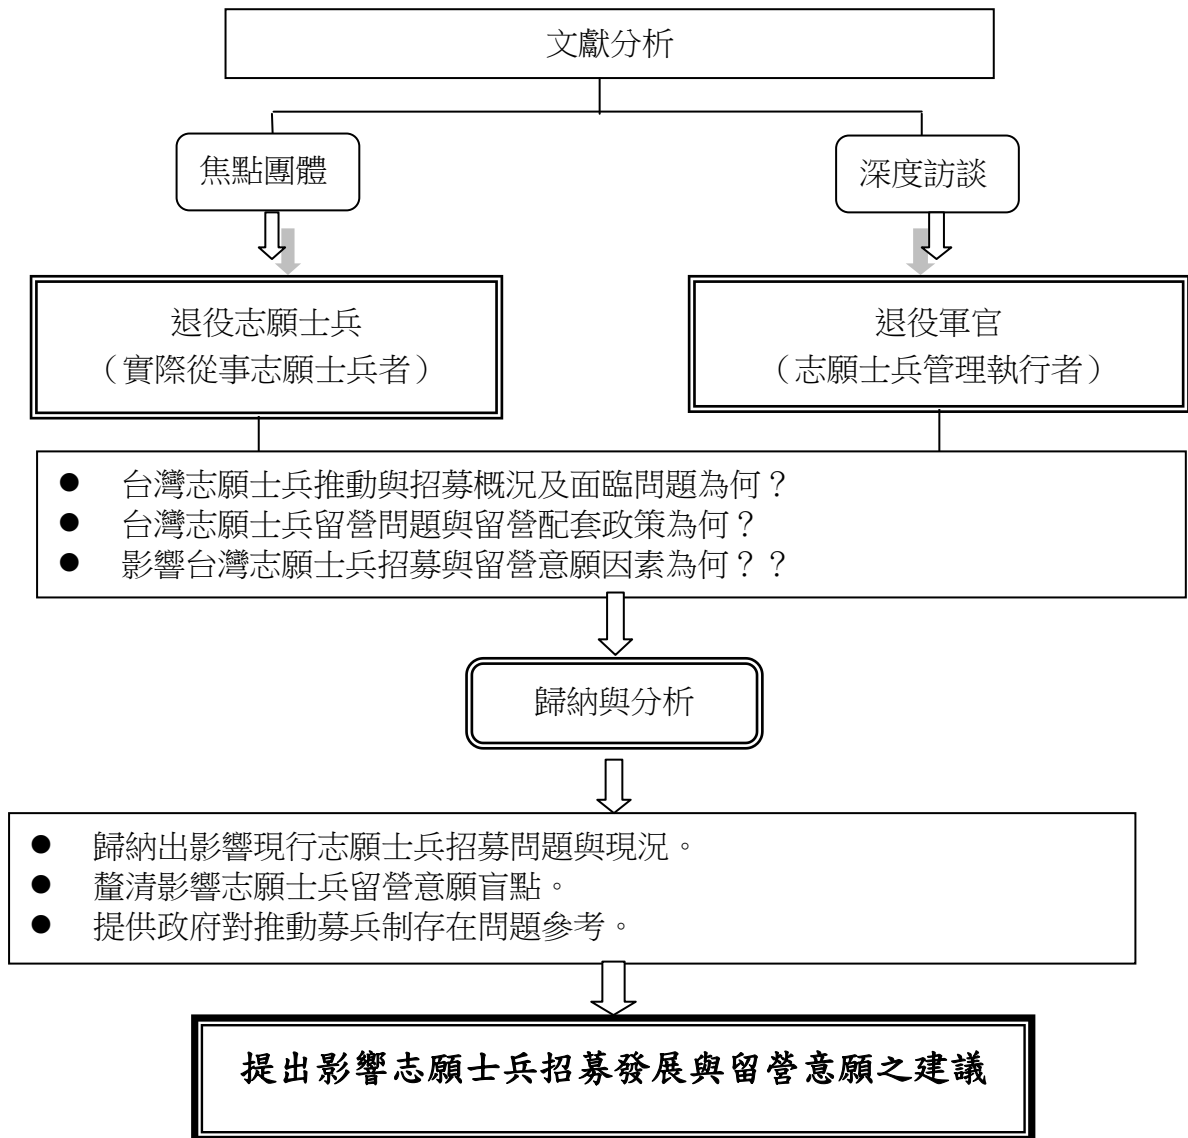 文獻分析
焦點團體
深度訪談
退役志願士兵
（實際從事志願士兵者）
退役軍官
（志願士兵管理執行者）
● 台灣志願士兵推動與招募概況及面臨問題為何？
● 台灣志願士兵留營問題與留營配套政策為何？
● 影響台灣志願士兵招募與留營意願因素為何？？
歸納與分析
● 歸納出影響現行志願士兵招募問題與現況。
● 釐清影響志願士兵留營意願盲點。
● 提供政府對推動募兵制存在問題參考。
提出影響志願士兵招募發展與留營意願之建議